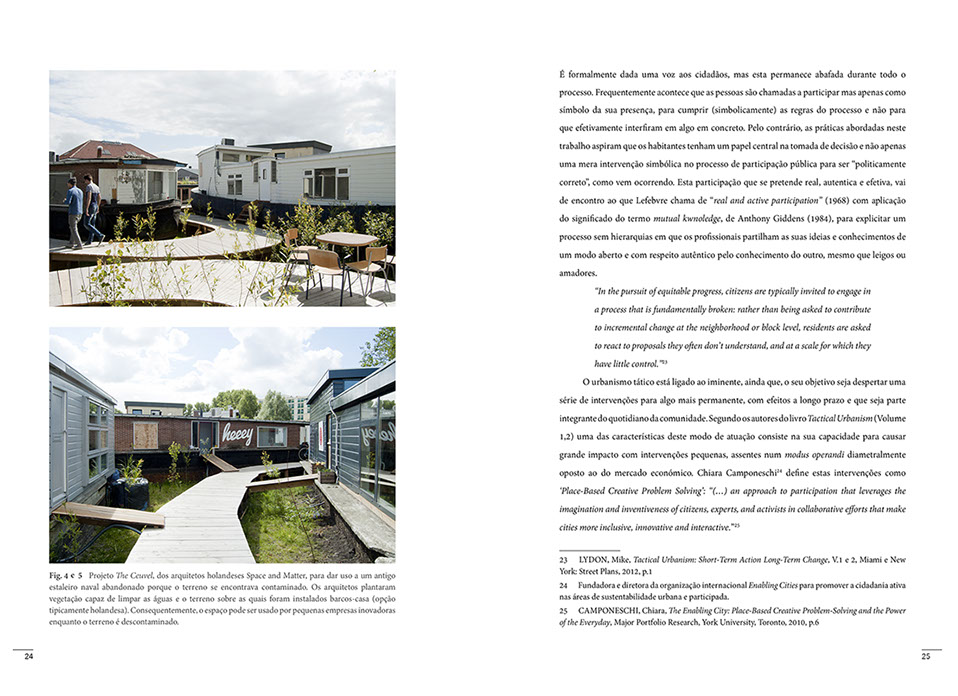 heeey
Fig. 4 e 5 Projeto The Ceuvel, dos arquitetos holandeses Space and Matter, para dar uso a um antigo
estaleiro naval abandonado porque o terreno se encontrava contaminado. Os arquitetos plantaram
vegetação capaz de limpar as águas e o terreno sobre as quais foram instalados barcos-casa (opção
tipicamente holandesa). Consequentemente, o espaço pode ser usado por pequenas empresas inovadoras
enquanto o terreno é descontaminado.
24
É formalmente dada uma voz aos cidadãos, mas esta permanece abafada durante todo o
processo. Frequentemente acontece que as pessoas são chamadas a participar mas apenas como
símbolo da sua presença, para cumprir (simbolicamente) as regras do processo e não para
que efetivamente interfiram em algo em concreto. Pelo contrário, as práticas abordadas neste
trabalho aspiram que os habitantes tenham um papel central na tomada de decisão e não apenas
uma mera intervenção simbólica no processo de participação pública para ser “politicamente
correto”, como vem ocorrendo. Esta participação que se pretende real, autentica e efetiva, vai
de encontro ao que Lefebvre chama de “real and active participation” (1968) com aplicação
do significado do termo mutual kwnoledge, de Anthony Giddens (1984), para explicitar um
processo sem hierarquias em que os profissionais partilham as suas ideias e conhecimentos de
um modo aberto e com respeito autêntico pelo conhecimento do outro, mesmo que leigos ou
amadores.
“In the pursuit of equitable progress, citizens are typically invited to engage in
a process that is fundamentally broken: rather than being asked to contribute
to incremental change at the neighborhood or block level, residents are asked
to react to proposals they often don’t understand, and at a scale for which they
have little control.”23
O urbanismo tático está ligado ao iminente, ainda que, o seu objetivo seja despertar uma
série de intervenções para algo mais permanente, com efeitos a longo prazo e que seja parte
integrante do quotidiano da comunidade. Segundo os autores do livro Tactical Urbanism (Volume
1,2) uma das características deste modo de atuação consiste na sua capacidade para causar
grande impacto com intervenções pequenas, assentes num modus operandi diametralmente
oposto ao do mercado económico. Chiara Camponeschi24 define estas intervenções como
‘Place-Based Creative Problem Solving’: “(…) an approach to participation that leverages the
imagination and inventiveness of citizens, experts, and activists in collaborative efforts that make
cities more inclusive, innovative and interactive.”25
23 LYDON, Mike, Tactical Urbanism: Short-Term Action Long-Term Change, V.1 e 2, Miami e New
York: Street Plans, 2012, p.1
24 Fundadora e diretora da organização internacional Enabling Cities para promover a cidadania ativa
nas áreas de sustentabilidade urbana e participada.
25 CAMPONESCHI, Chiara, The Enabling City: Place-Based Creative Problem-Solving and the Power
of the Everyday, Major Portfolio Research, York University, Toronto, 2010, p.6
25